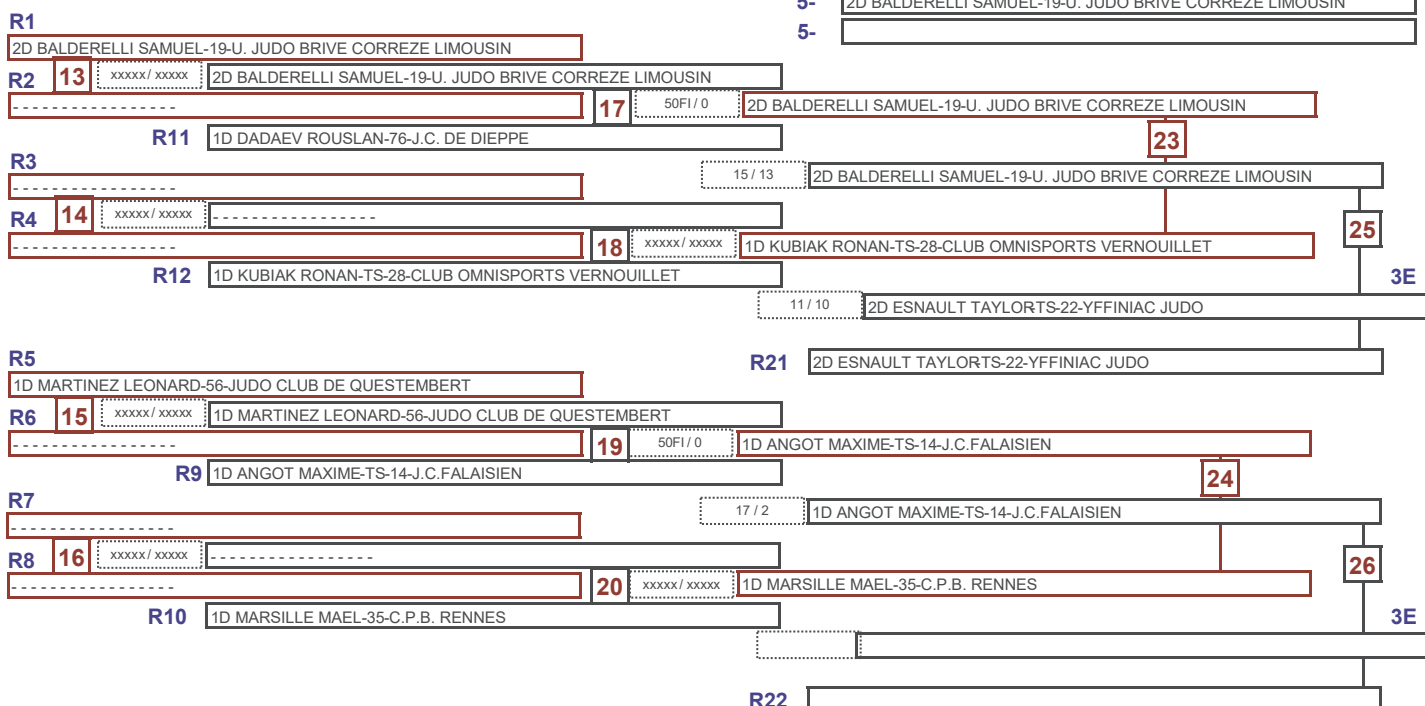 5- 2D BALDERELLI SAMUEL-19-U. JUDO BRIVE CORREZE LIMOUSIN
R1
5-
2D BALDERELLI SAMUEL-19-U. JUDO BRIVE CORREZE LIMOUSIN
R2 13 xxxxx / xxxxx 2D BALDERELLI SAMUEL-19-U. JUDO BRIVE CORREZE LIMOUSIN
- - - - - - - - - - - - - - - - 17 50FI / 0 2D BALDERELLI SAMUEL-19-U. JUDO BRIVE CORREZE LIMOUSIN
R11 1D DADAEV ROUSLAN-76-J.C. DE DIEPPE 23
R3
15 / 13 2D BALDERELLI SAMUEL-19-U. JUDO BRIVE CORREZE LIMOUSIN
- - - - - - - - - - - - - - - -
R4 14 xxxxx / xxxxx - - - - - - - - - - - - - - - - 25
- - - - - - - - - - - - - - - - 18 xxxxx / xxxxx 1D KUBIAK RONAN-TS-28-CLUB OMNISPORTS VERNOUILLET
R12 1D KUBIAK RONAN-TS-28-CLUB OMNISPORTS VERNOUILLET 3E
11 / 10 2D ESNAULT TAYLOR-TS-22-YFFINIAC JUDO
R5 R21 2D ESNAULT TAYLOR-TS-22-YFFINIAC JUDO
1D MARTINEZ LEONARD-56-JUDO CLUB DE QUESTEMBERT
R6 15 xxxxx / xxxxx 1D MARTINEZ LEONARD-56-JUDO CLUB DE QUESTEMBERT
- - - - - - - - - - - - - - - - 19 50FI / 0 1D ANGOT MAXIME-TS-14-J.C.FALAISIEN
R9 1D ANGOT MAXIME-TS-14-J.C.FALAISIEN 24
R7
17 / 2 1D ANGOT MAXIME-TS-14-J.C.FALAISIEN
- - - - - - - - - - - - - - - -
R8 16 xxxxx / xxxxx - - - - - - - - - - - - - - - - 26
- - - - - - - - - - - - - - - - 20 xxxxx / xxxxx 1D MARSILLE MAEL-35-C.P.B. RENNES
R10 1D MARSILLE MAEL-35-C.P.B. RENNES 3E
R22